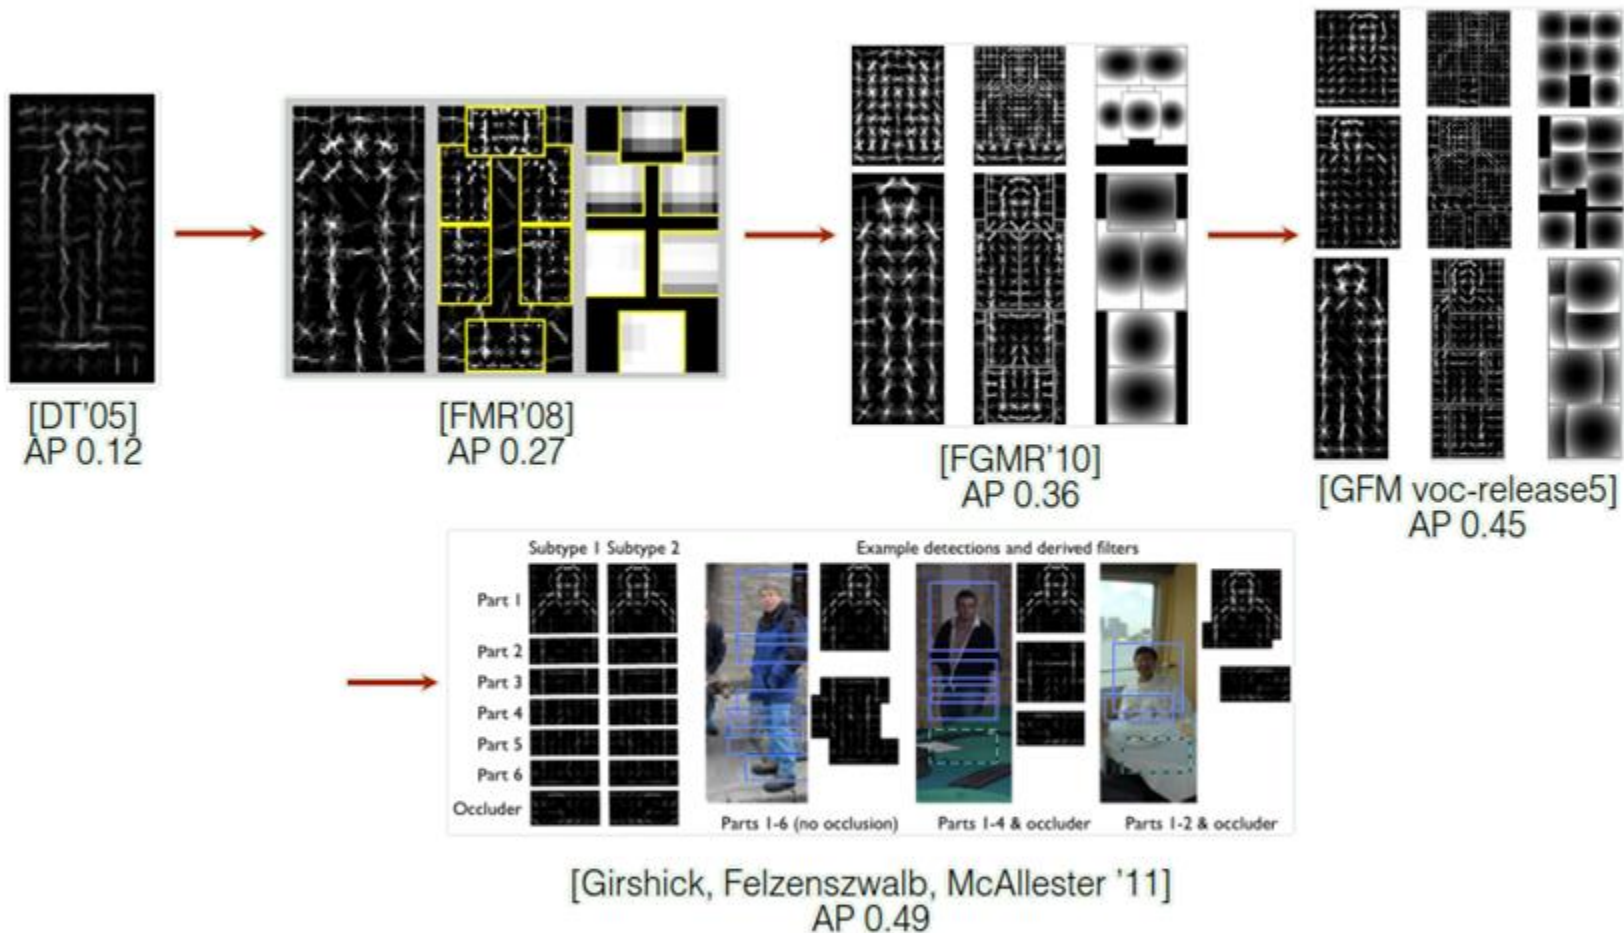 [DT'05]
AP 0.12
[FMR'08]
AP 0.27
[FGMR'10]
AP 0.36
[GFM voc-release5]
AP 0.45
Subtype 1 Subtype 2
Example detections and derived filters
Part 1
Part 2
Part 3
Part 4
Part 5
Part 6
Occluder
Parts 1-6 (no occlusion)
Parts 1-4 & occluder
Parts 1-2 & occluder
[Girshick, Felzenszwalb, McAllester '11]
AP 0.49